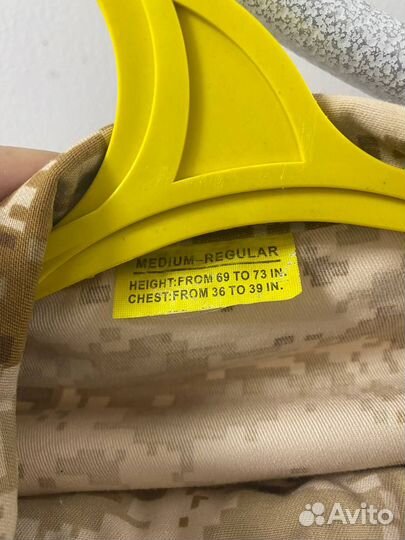 MEDIUM-REGULAR
HEIGHT:FROM 69 TO 73 IN.
CHEST:FROM 36 TO 39 IN.
Avito